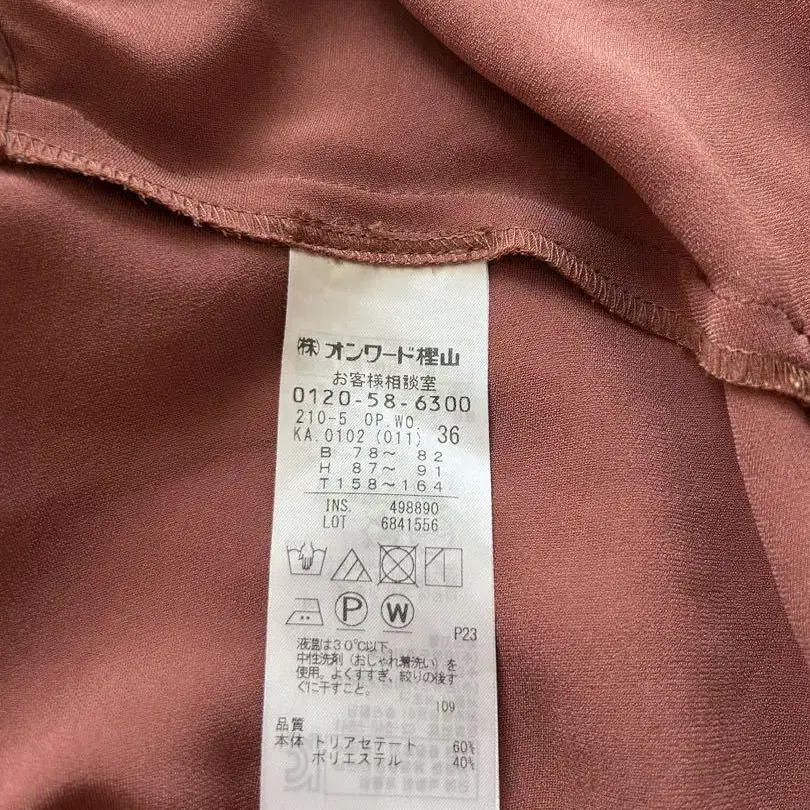 ㈱オンワード樫山
お客様相談室
0120-58-6300
210-5 OP.WO.
KA.0102 (011) 36
B 78〜 82
H 87〜 91
T158〜164
INS. 498890
LOT 6841556
P W
P23
液温は30℃以下。
中性洗剤（おしゃれ着洗い）を
使用。よくすすぎ、絞りの後す
ぐに干すこと。
109
品質
本体 トリアセテート 60%
ポリエステル 40%